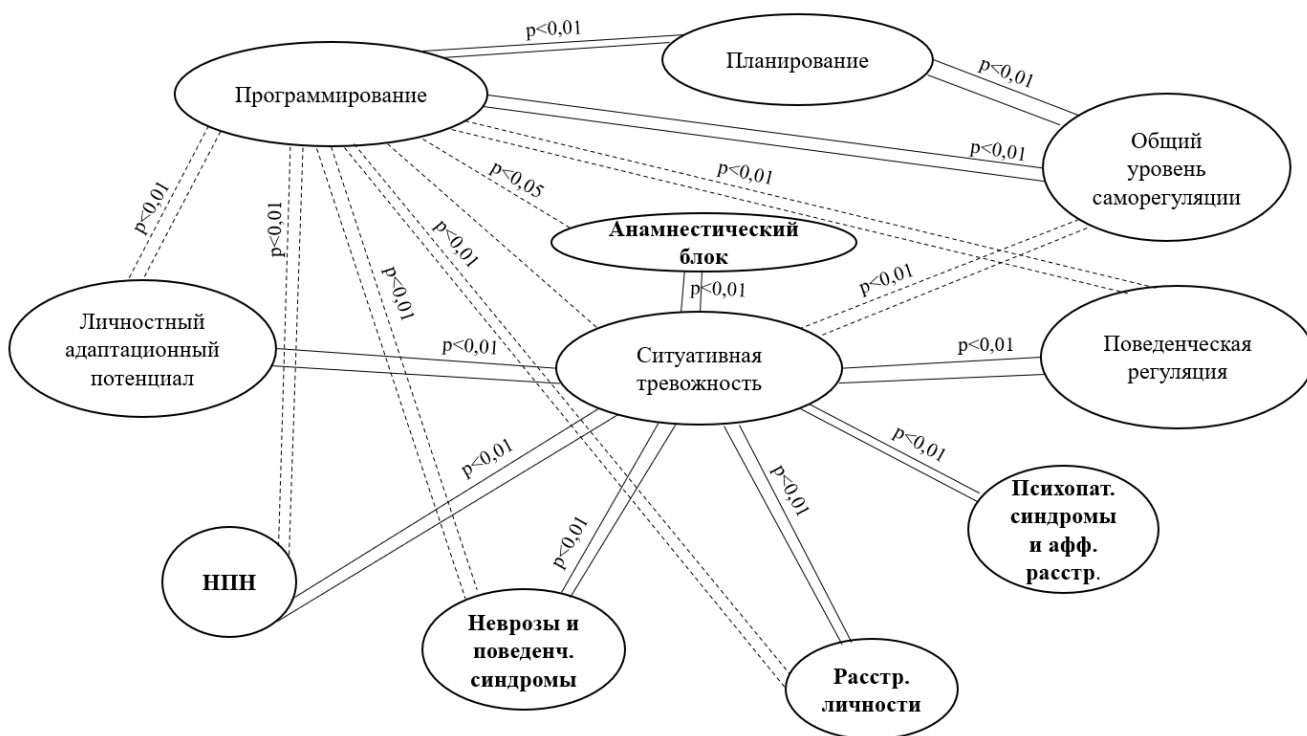 p<0,01
Планирование
p<0,01
Программирование
Общий
уровень
саморегуляции
p<0,01
p<0,01
p<0,05
p<0,01
p<0,01
p<0,01
Анамнестический
блок
p<0,01
p<0,01
p<0,01
Личностный
адаптационный
потенциал
p<0,01
Ситуативная
тревожность
p<0,01
Поведенческая
регуляция
p<0,01
p<0,01
p<0,01
p<0,01
Психопат.
синдромы
и афф.
расстр.
НПН
Неврозы и
поведенч.
синдромы
Расстр.
личности